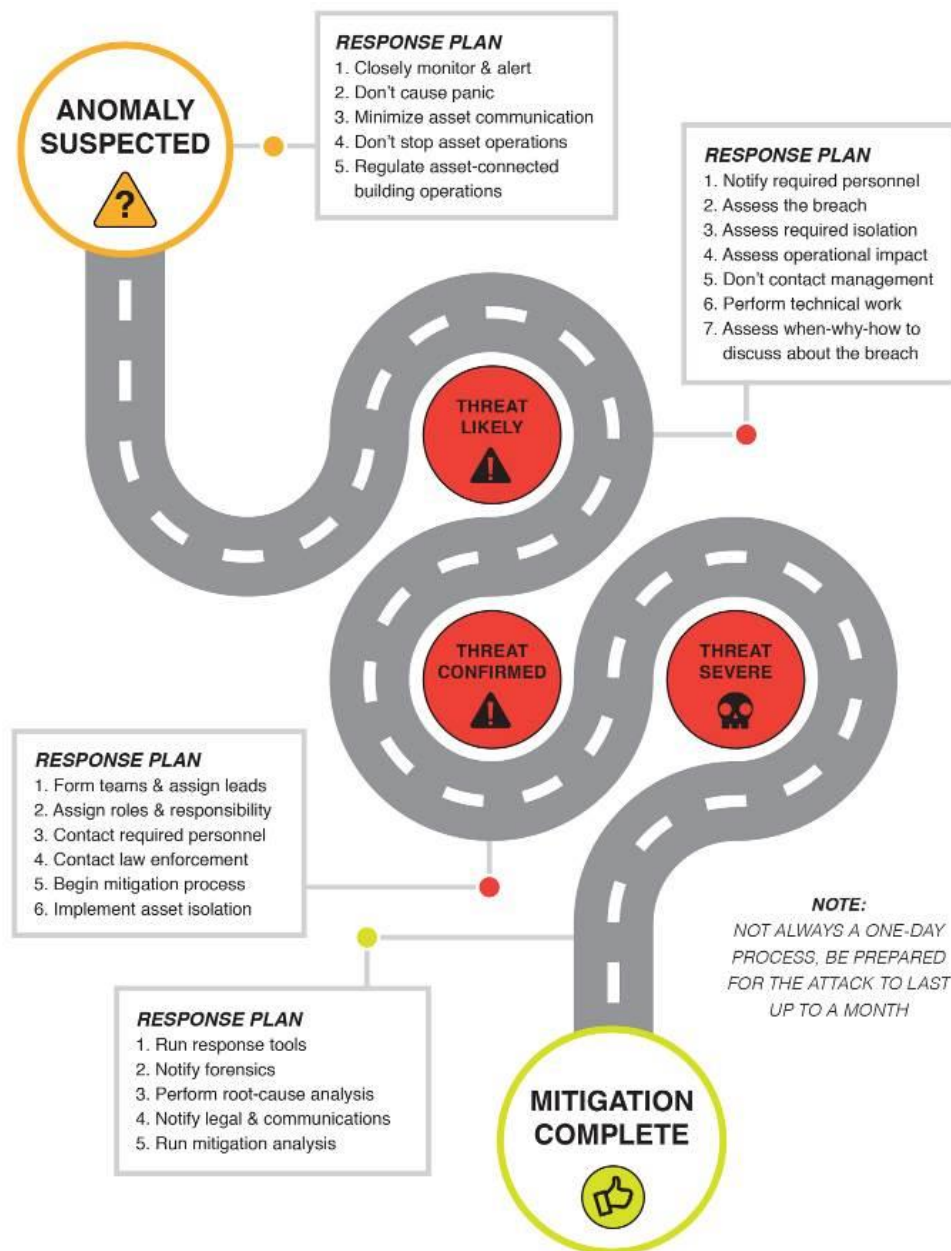 ANOMALY
SUSPECTED
?
RESPONSE PLAN
1. Closely monitor & alert
2. Don't cause panic
3. Minimize asset communication
4. Don't stop asset operations
5. Regulate asset-connected
building operations
RESPONSE PLAN
1. Notify required personnel
2. Assess the breach
3. Assess required isolation
4. Assess operational impact
5. Don't contact management
6. Perform technical work
7. Assess when-why-how to
discuss about the breach
THREAT
LIKELY
!
THREAT
CONFIRMED
!
THREAT
SEVERE
RESPONSE PLAN
1. Form teams & assign leads
2. Assign roles & responsibility
3. Contact required personnel
4. Contact law enforcement
5. Begin mitigation process
6. Implement asset isolation
NOTE:
NOT ALWAYS A ONE-DAY
PROCESS, BE PREPARED
FOR THE ATTACK TO LAST
UP TO A MONTH
RESPONSE PLAN
1. Run response tools
2. Notify forensics
3. Perform root-cause analysis
4. Notify legal & communications
5. Run mitigation analysis
MITIGATION
COMPLETE